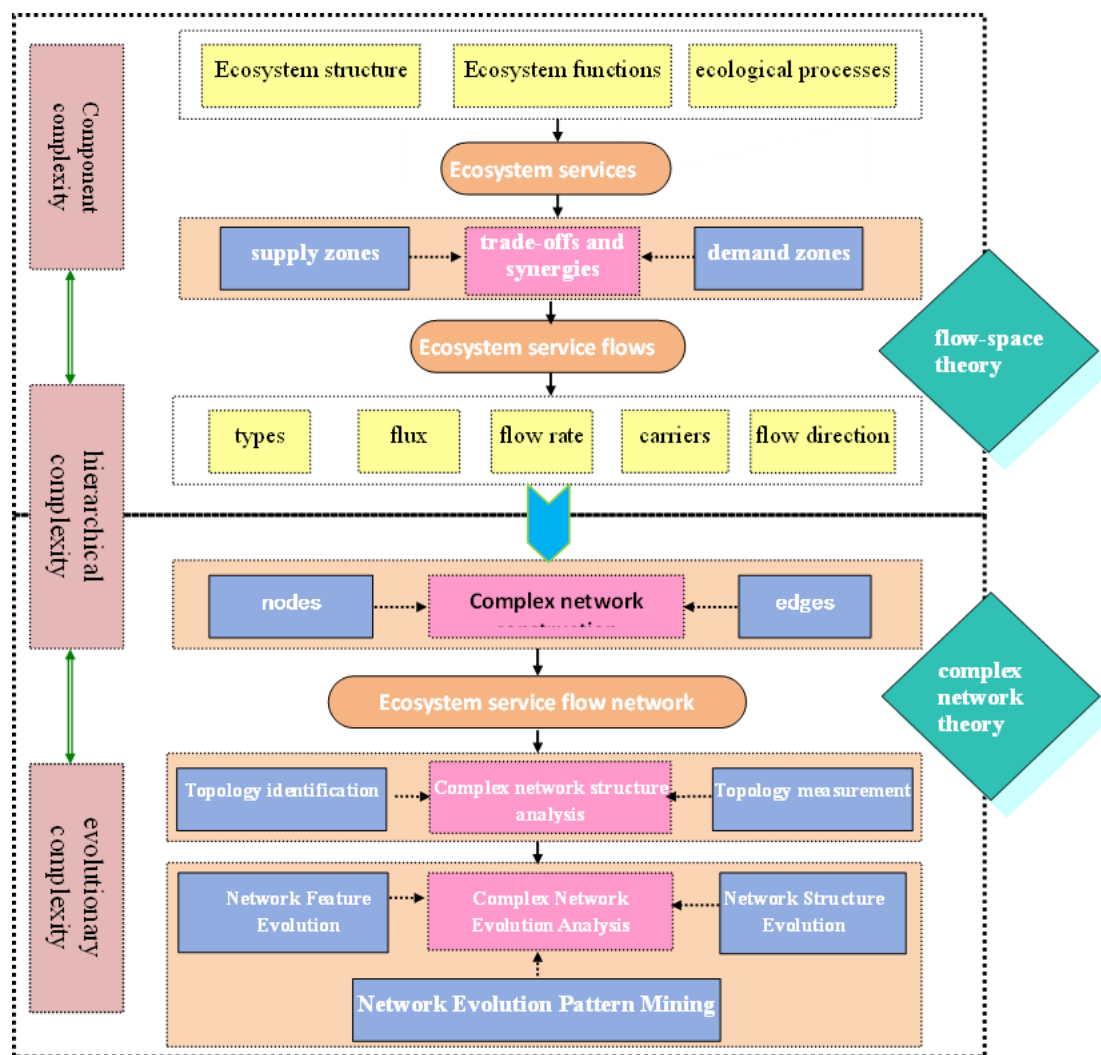 Component
complexity
Ecosystem structure
Ecosystem functions
ecological processes
Ecosystem services
supply zones
trade-offs and
synergies
demand zones
flow-space
theory
Ecosystem service flows
hierarchical
complexity
types
flux
flow rate
carriers
flow direction
nodes
Complex network
edges
complex
network
theory
Ecosystem service flow network
evolutionary
complexity
Topology identification
Complex network structure
analysis
Topology measurement
Network Feature
Evolution
Complex Network
Evolution Analysis
Network Structure
Evolution
Network Evolution Pattern Mining